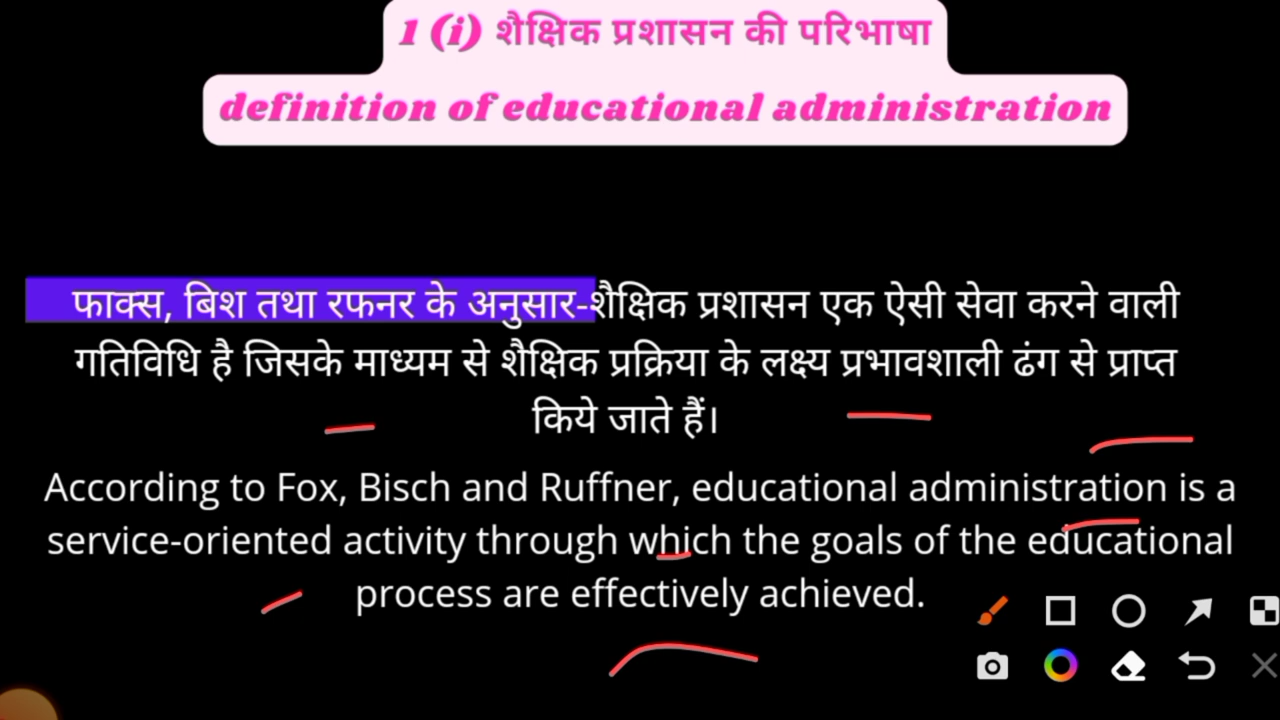 1 (i) शैक्षिक प्रशासन की परिभाषा
definition of educational administration
फाक्स, बिश तथा रफनर के अनुसार-शैक्षिक प्रशासन एक ऐसी सेवा करने वाली
गतिविधि है जिसके माध्यम से शैक्षिक प्रक्रिया के लक्ष्य प्रभावशाली ढंग से प्राप्त
किये जाते हैं।
According to Fox, Bisch and Ruffner, educational administration is a
service-oriented activity through which the goals of the educational
process are effectively achieved.